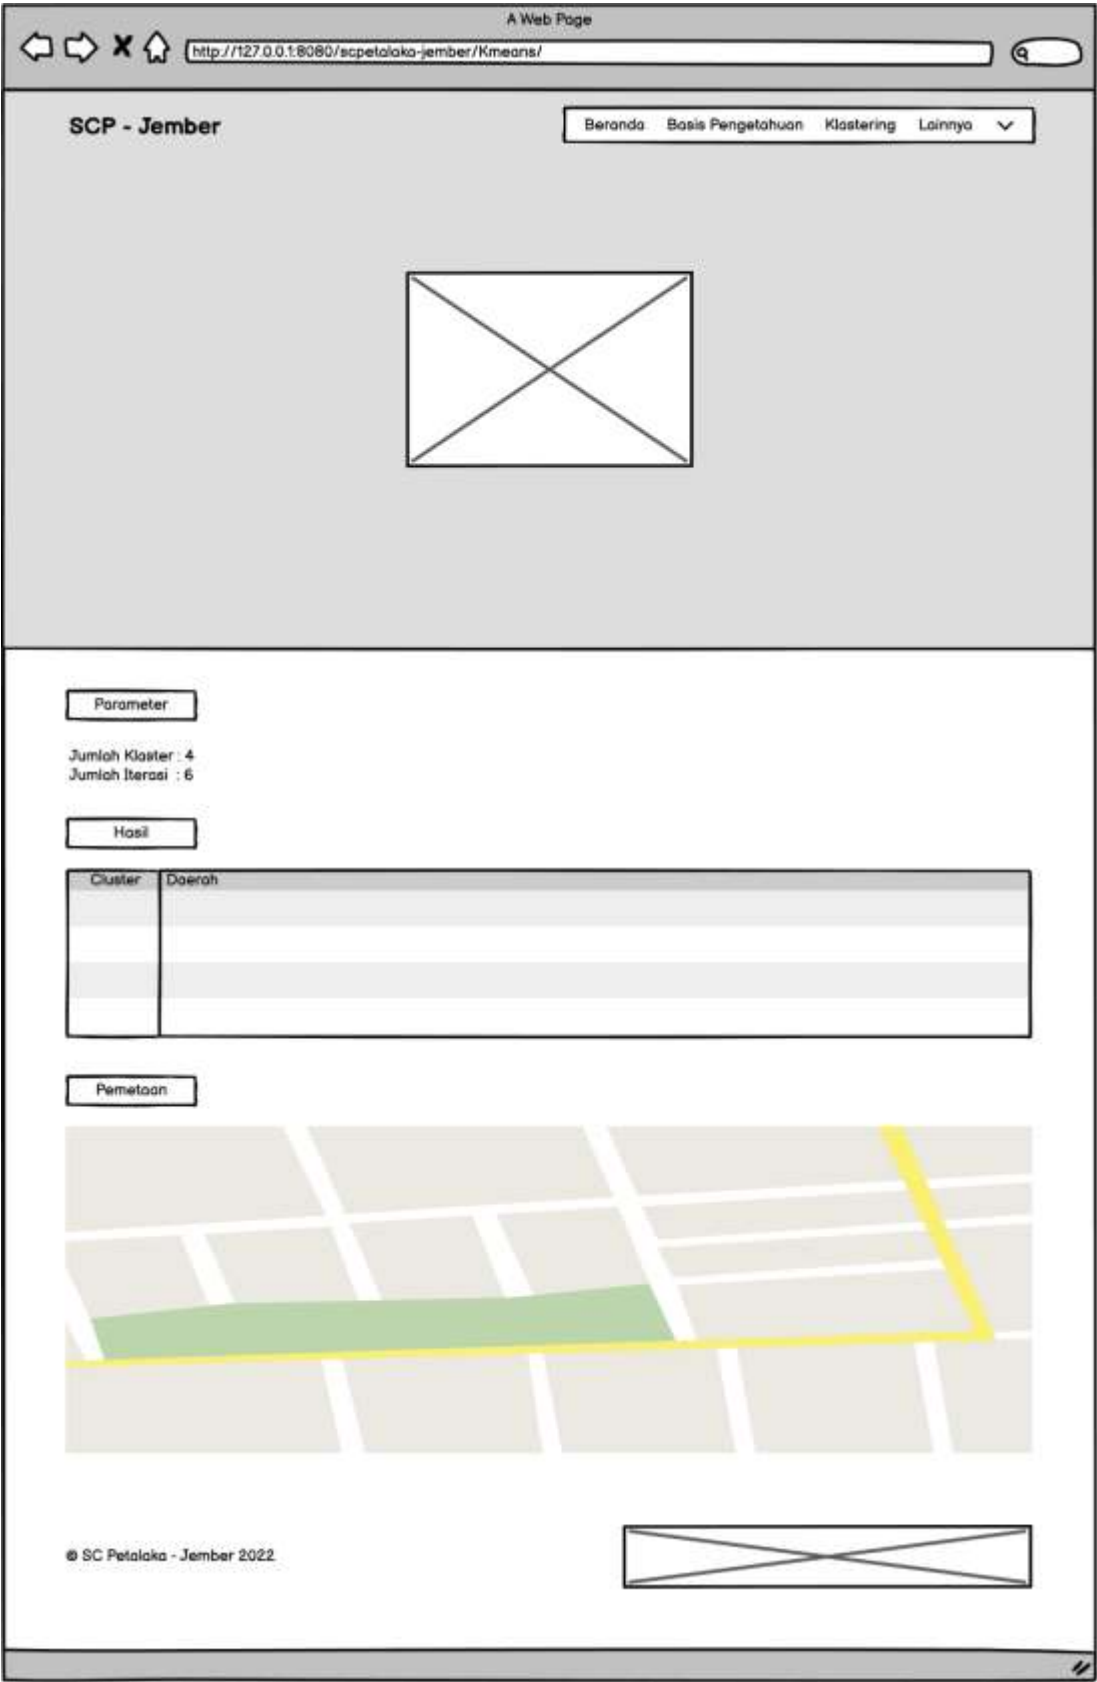 A Web Page
http://127.0.0.1:8080/scpetalaka-jember/Kmeans/
SCP - Jember
Beranda Basis Pengetahuan Klastering Lainnya
Parameter
Jumlah Klaster : 4
Jumlah Iterasi : 6
Hasil
Cluster Daerah
Pemetaan
© SC Petalaka - Jember 2022